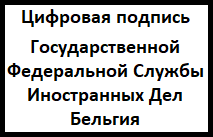 Цифровая подпись
Государственной
Федеральной Службы
Иностранных Дел
Бельгия